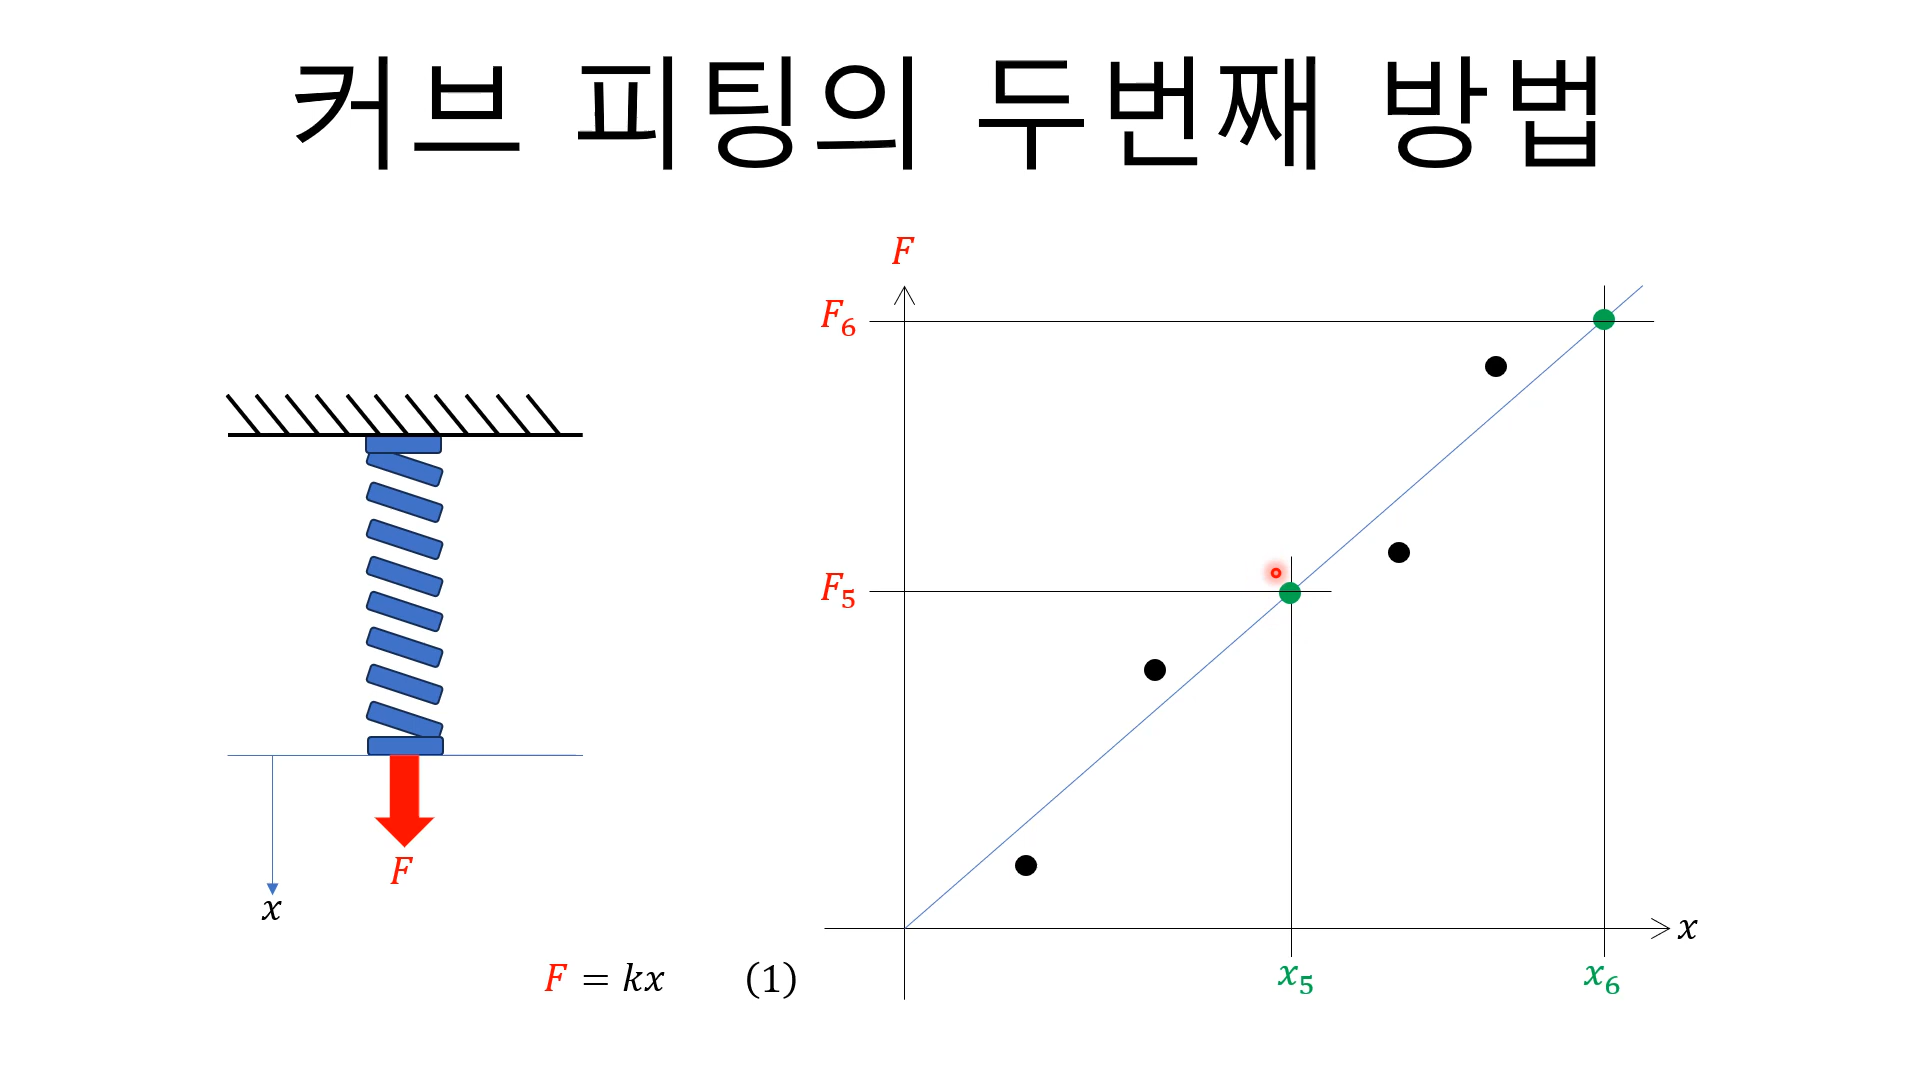 커브 피팅의 두번째 방법
F
F₆
F₅
F
x
x
x₅
x₆
F = kx (1)